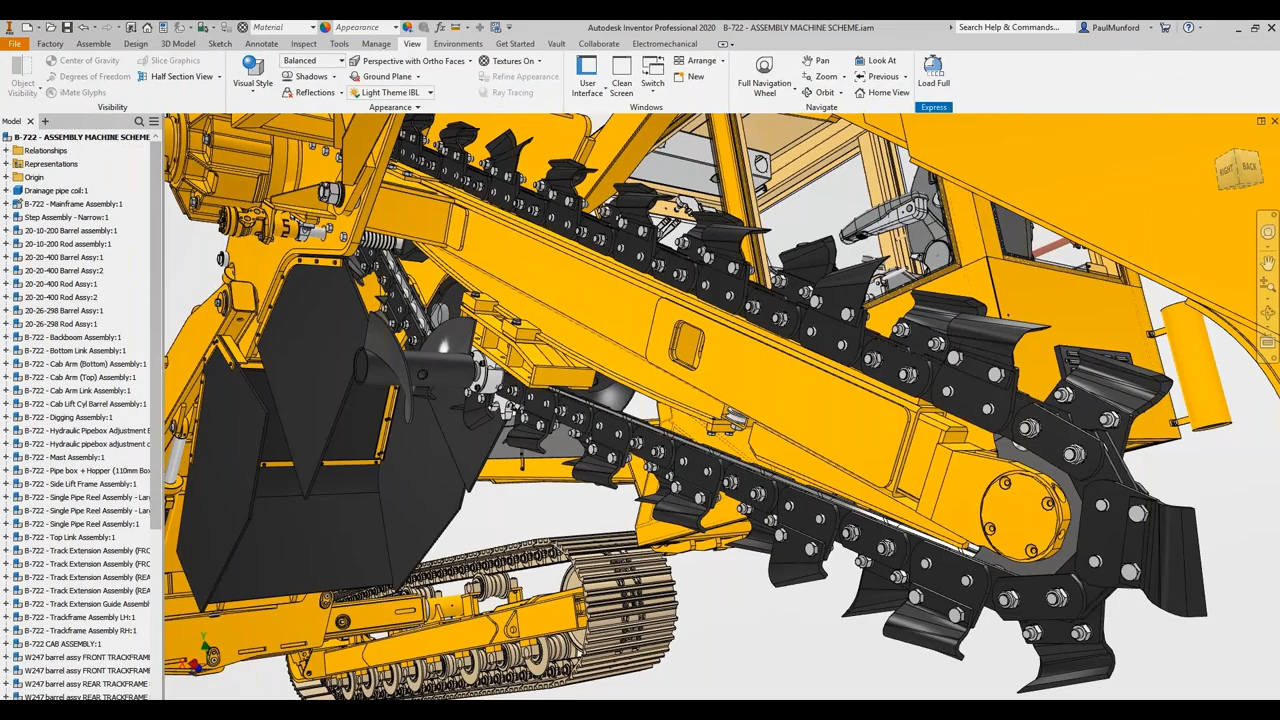 Material
Appearance
Autodesk Inventor Professional 2020 B-722 - ASSEMBLY MACHINE SCHEME.iam
Search Help & Commands...
PaulMunford
File Factory Assemble Design 3D Model Sketch Annotate Inspect Tools Manage View Environments Get Started Vault Collaborate Electromechanical
Object Visibility
Center of Gravity
Degrees of Freedom
iMate Glyphs
Slice Graphics
Half Section View
Visibility
Visual Style
Balanced
Shadows
Reflections
Perspective with Ortho Faces
Ground Plane
Light Theme IBL
Textures On
Refine Appearance
Ray Tracing
Appearance
User Interface
Clean Screen
Switch
Arrange
New
Windows
Full Navigation Wheel
Pan
Zoom
Orbit
Look At
Previous
Home View
Navigate
Load Full
Express
Model
B-722 - ASSEMBLY MACHINE SCHEME
Relationships
Representations
Origin
Drainage pipe coil:1
B-722 - Mainframe Assembly:1
Step Assembly - Narrow:1
20-10-200 Barrel assembly:1
20-10-200 Rod assembly:1
20-20-400 Barrel Assy:1
20-20-400 Barrel Assy:2
20-20-400 Rod Assy:1
20-20-400 Rod Assy:2
20-26-298 Barrel Assy:1
20-26-298 Rod Assy:1
B-722 - Backboom Assembly:1
B-722 - Bottom Link Assembly:1
B-722 - Cab Arm (Bottom) Assembly:1
B-722 - Cab Arm (Top) Assembly:1
B-722 - Cab Arm Link Assembly:1
B-722 - Cab Lift Cyl Barrel Assembly:1
B-722 - Digging Assembly:1
B-722 - Hydraulic Pipebox Adjustment B
B-722 - Hydraulic pipebox adjustment c
B-722 - Mast Assembly:1
B-722 - Pipe box + Hopper (110mm Box
B-722 - Side Lift Frame Assembly:1
B-722 - Single Pipe Reel Assembly - Lar
B-722 - Single Pipe Reel Assembly - Lar
B-722 - Single Pipe Reel Assembly:1
B-722 - Top Link Assembly:1
B-722 - Track Extension Assembly (FRO
B-722 - Track Extension Assembly (FRO
B-722 - Track Extension Assembly (REA
B-722 - Track Extension Assembly (REA
B-722 - Track Extension Guide Assembl
B-722 - Trackframe Assembly LH:1
B-722 - Trackframe Assembly RH:1
B-722 CAB ASSEMBLY:1
W247 barrel assy FRONT TRACKFRAME
W247 barrel assy FRONT TRACKFRAME
W247 barrel assy REAR TRACKFRAME
W247 barrel assy REAR TRACKFRAME
RIGHT
BACK
Y